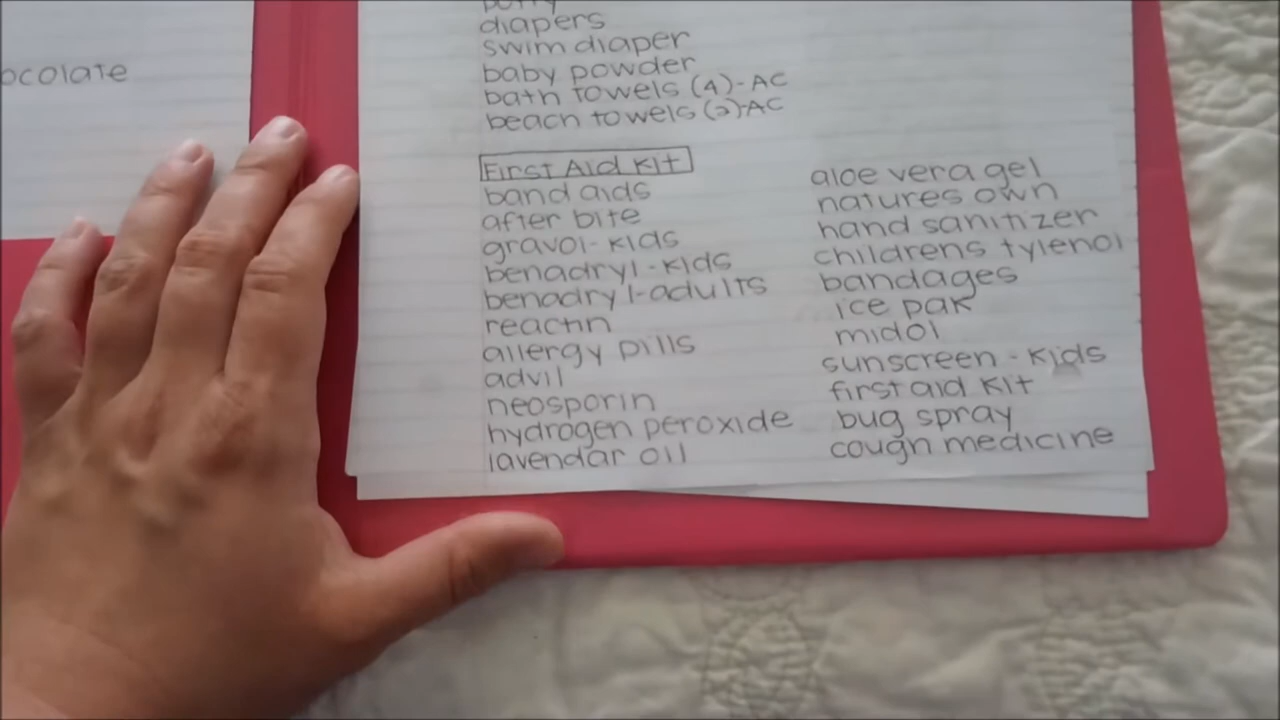 ocolate
potty
diapers
swim diaper
baby powder
bath towels (4)-AC
beach towels (2)-AC
First Aid Kit
band aids
after bite
gravol-kids
benadryl-kids
benadryl-adults
reactin
allergy pills
advil
neosporin
hydrogen peroxide
lavendar oil
aloe vera gel
natures own
hand sanitizer
childrens tylenol
bandages
ice pak
midol
sunscreen - kids
first aid kit
bug spray
cough medicine